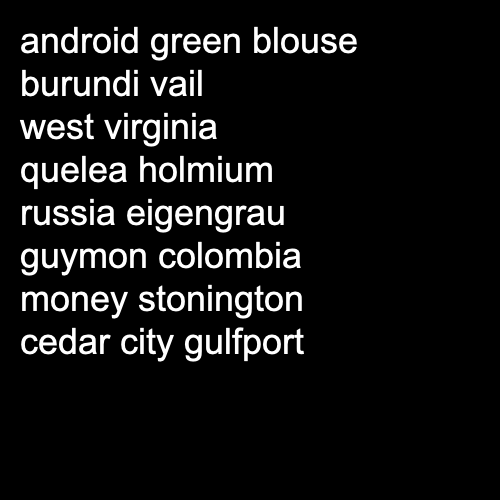 android green blouse
burundi vail
west virginia
quelea holmium
russia eigengrau
guymon colombia
money stonington
cedar city gulfport